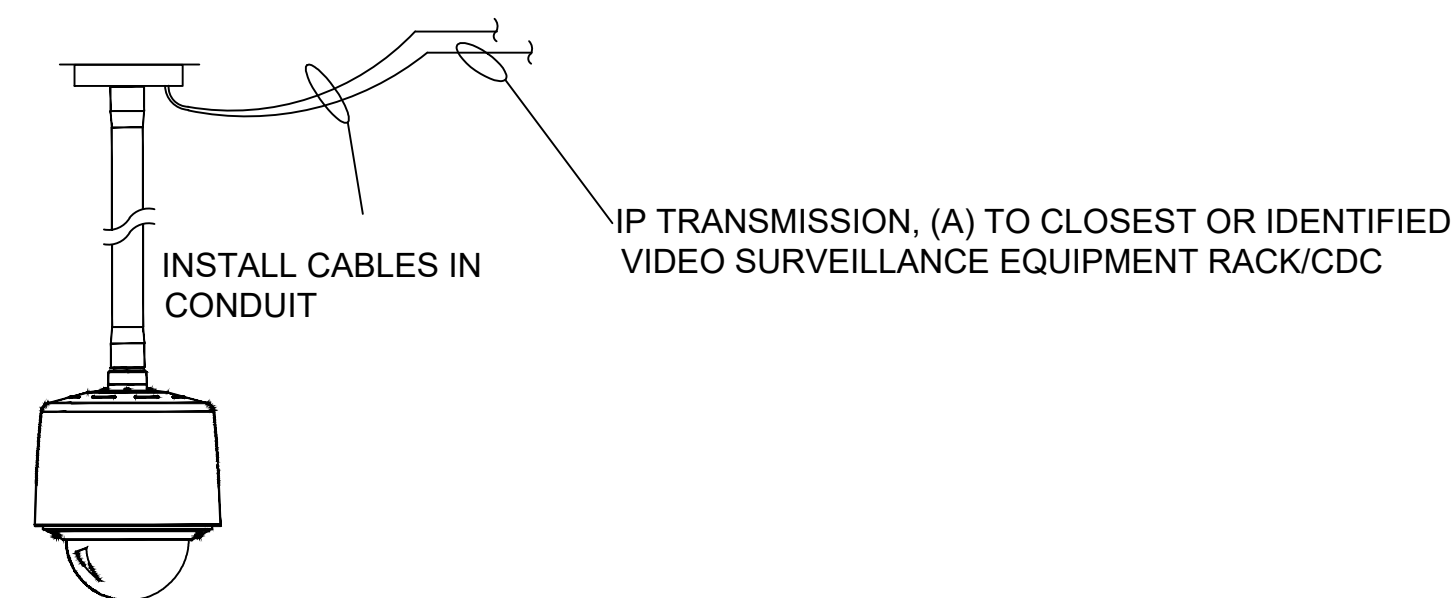 IP TRANSMISSION, (A) TO CLOSEST OR IDENTIFIED
VIDEO SURVEILLANCE EQUIPMENT RACK/CDC
INSTALL CABLES IN
CONDUIT